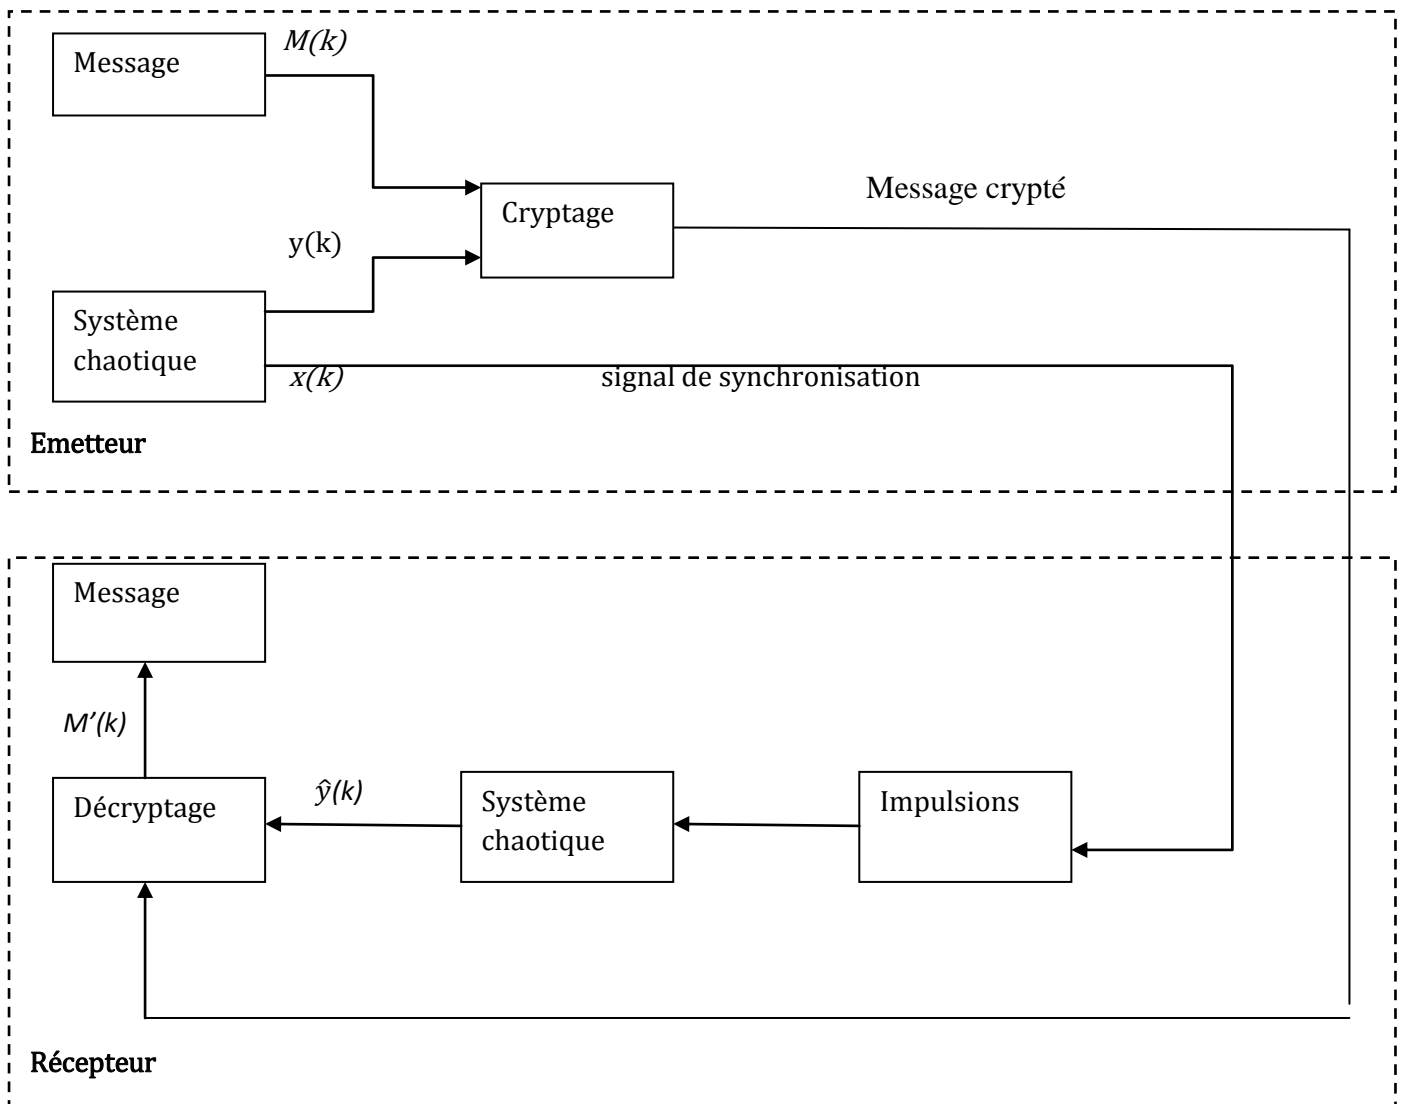 Message
M(k)
Cryptage
Message crypté
y(k)
Système
chaotique
x(k)
signal de synchronisation
Emetteur
Message
M’(k)
Décryptage
ŷ(k)
Système
chaotique
Impulsions
Récepteur